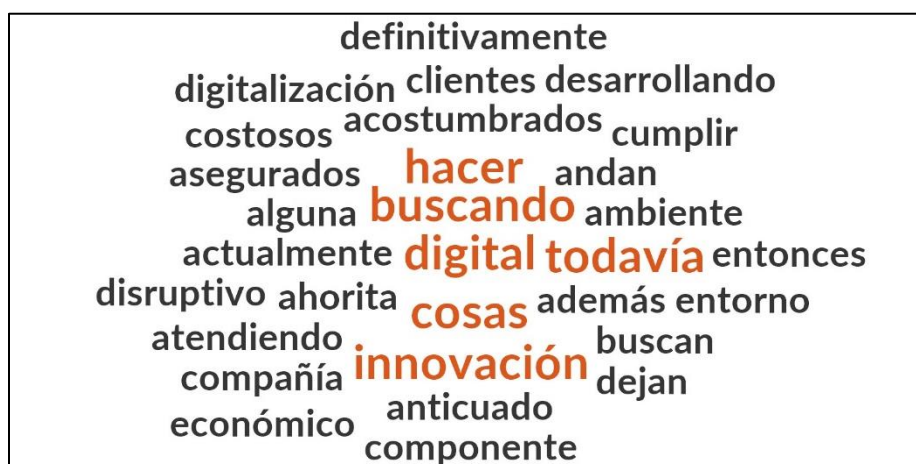 definitivamente
digitalización clientes desarrollando
costosos acostumbrados cumplir
asegurados hacer andan
alguna buscando ambiente
actualmente digital todavía entonces
disruptivo ahorita cosas además entorno
atendiendo innovación buscan
compañía dejan
económico anticuado
componente